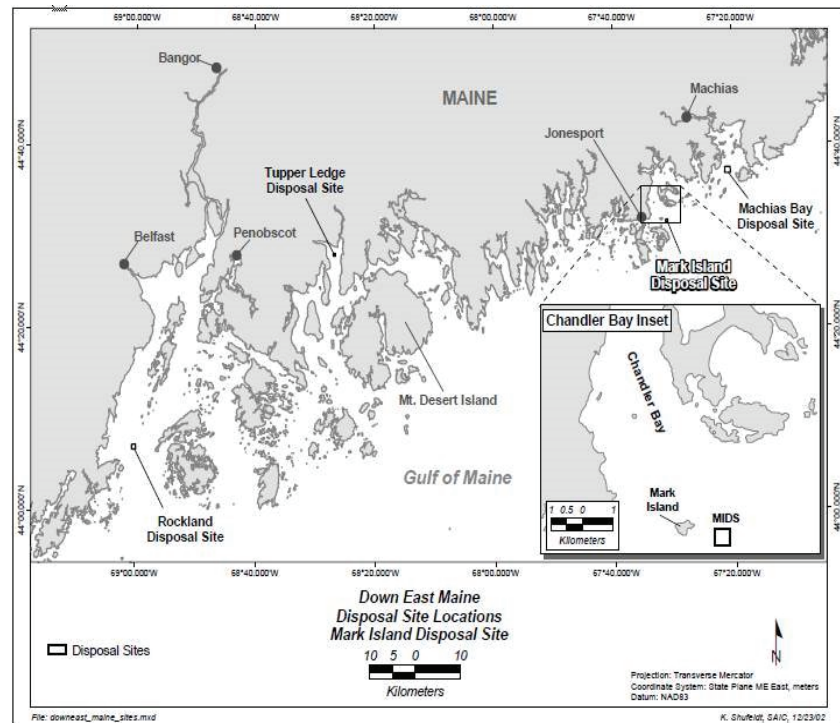 69°00.000'W 68°40.000'W 68°20.000'W 68°00.000'W 67°40.000'W 67°20.000'W
Bangor
MAINE
Machias
44°40.000'N
44°40.000'N
Jonesport
Tupper Ledge
Disposal Site
Machias Bay
Disposal Site
Belfast
Penobscot
Mark Island
Disposal Site
44°20.000'N
44°20.000'N
Chandler Bay Inset
Chandler Bay
Mt. Desert Island
Gulf of Maine
Mark
Island
MIDS
1 0.5 0 1
Kilometers
44°00.000'N
44°00.000'N
Rockland
Disposal Site
69°00.000'W 68°40.000'W 68°20.000'W 68°00.000'W 67°40.000'W 67°20.000'W
Down East Maine
Disposal Site Locations
Mark Island Disposal Site
Disposal Sites
10 5 0 10
Kilometers
N
Projection: Transverse Mercator
Coordinate System: State Plane ME East, meters
Datum: NAD83
File: downeast_maine_sites.mxd
K. Shufeldt, SAIC, 12/23/02